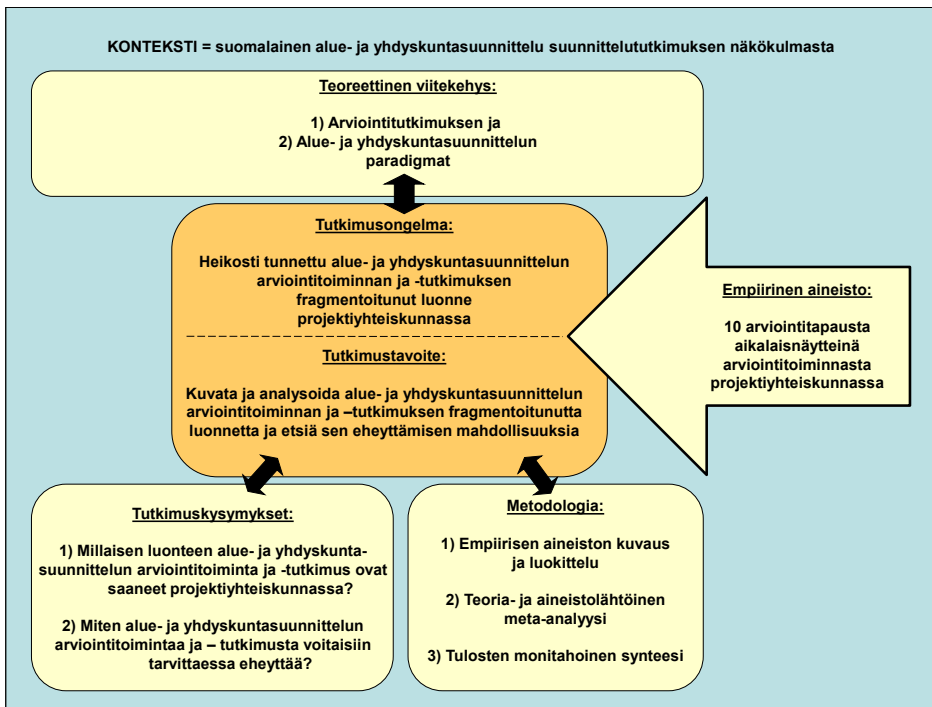 KONTEKSTI = suomalainen alue- ja yhdyskuntasuunnittelu suunnittelututkimuksen näkökulmasta
Teoreettinen viitekehys:
1) Arviointitutkimuksen ja
2) Alue- ja yhdyskuntasuunnittelun
paradigmat
Tutkimusongelma:
Heikosti tunnettu alue- ja yhdyskuntasuunnittelun
arviointitoiminnan ja -tutkimuksen
fragmentoitunut luonne
projektiyhteiskunnassa
Tutkimustavoite:
Kuvata ja analysoida alue- ja yhdyskuntasuunnittelun
arviointitoiminnan ja –tutkimuksen fragmentoitunutta
luonnetta ja etsiä sen eheyttämisen mahdollisuuksia
Empiirinen aineisto:
10 arviointitapausta
aikalaisnäytteinä
arviointitoiminnasta
projektiyhteiskunnassa
Tutkimuskysymykset:
1) Millaisen luonteen alue- ja yhdyskunta-
suunnittelun arviointitoiminta ja -tutkimus ovat
saaneet projektiyhteiskunnassa?
2) Miten alue- ja yhdyskuntasuunnittelun
arviointitoimintaa ja – tutkimusta voitaisiin
tarvittaessa eheyttää?
Metodologia:
1) Empiirisen aineiston kuvaus
ja luokittelu
2) Teoria- ja aineistolähtöinen
meta-analyysi
3) Tulosten monitahoinen synteesi